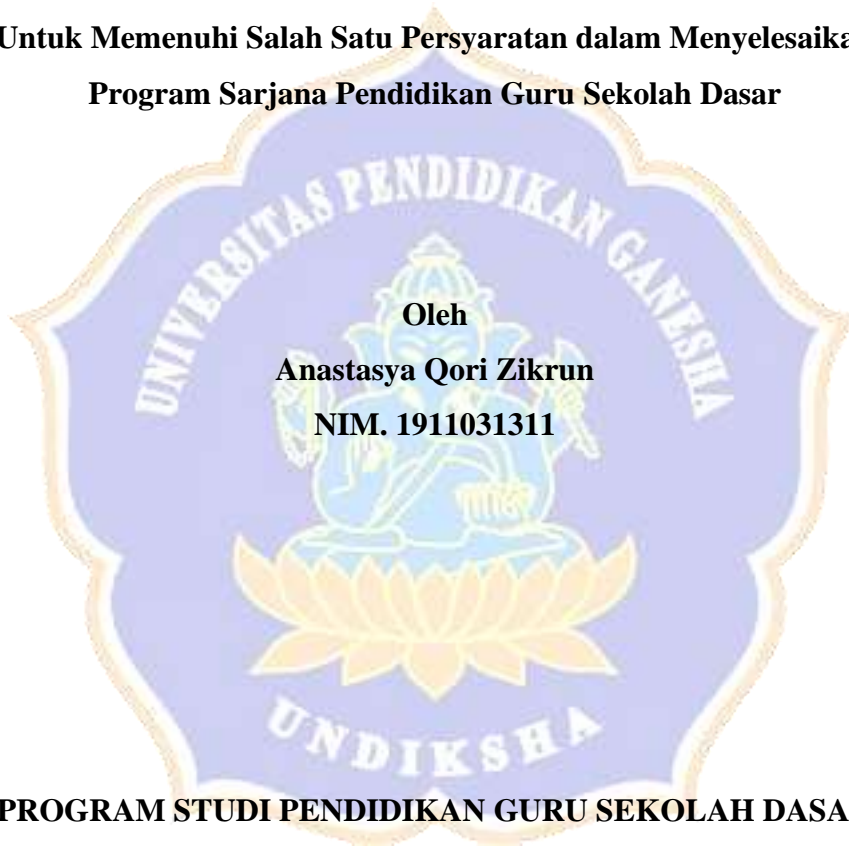 Untuk Memenuhi Salah Satu Persyaratan dalam Menyelesaika
Program Sarjana Pendidikan Guru Sekolah Dasar
UNIVERSITAS PENDIDIKAN GANESHA
Oleh
Anastasya Qori Zikrun
NIM. 1911031311
UNDIKSHA
PROGRAM STUDI PENDIDIKAN GURU SEKOLAH DASA